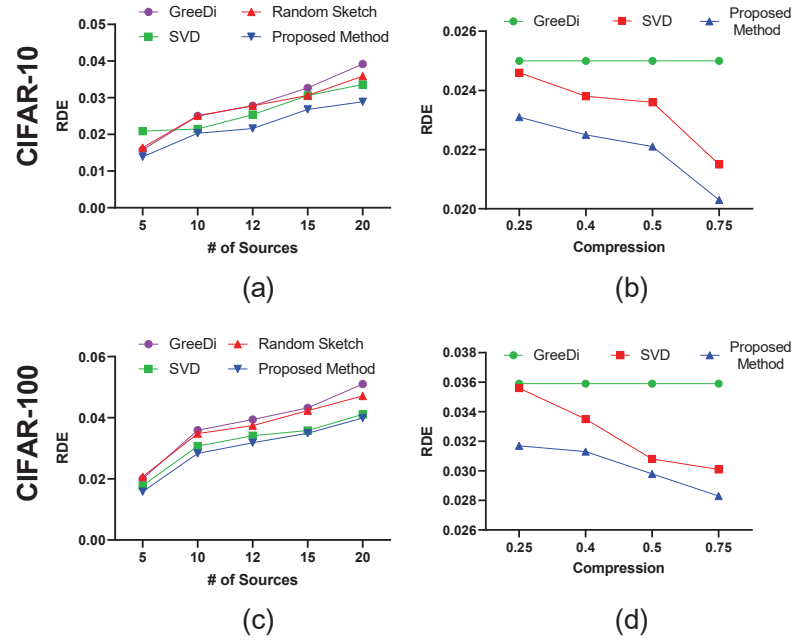 CIFAR-10
GreeDi
Random Sketch
SVD
Proposed Method
RDE
0.05
0.04
0.03
0.02
0.01
0.00
5
10
12
15
20
# of Sources
(a)
GreeDi
SVD
Proposed
Method
RDE
0.026
0.024
0.022
0.020
0.25
0.4
0.5
0.75
Compression
(b)
CIFAR-100
GreeDi
Random Sketch
SVD
Proposed Method
RDE
0.06
0.04
0.02
0.00
5
10
12
15
20
# of Sources
(c)
GreeDi
SVD
Proposed
Method
RDE
0.038
0.036
0.034
0.032
0.030
0.028
0.026
0.25
0.4
0.5
0.75
Compression
(d)